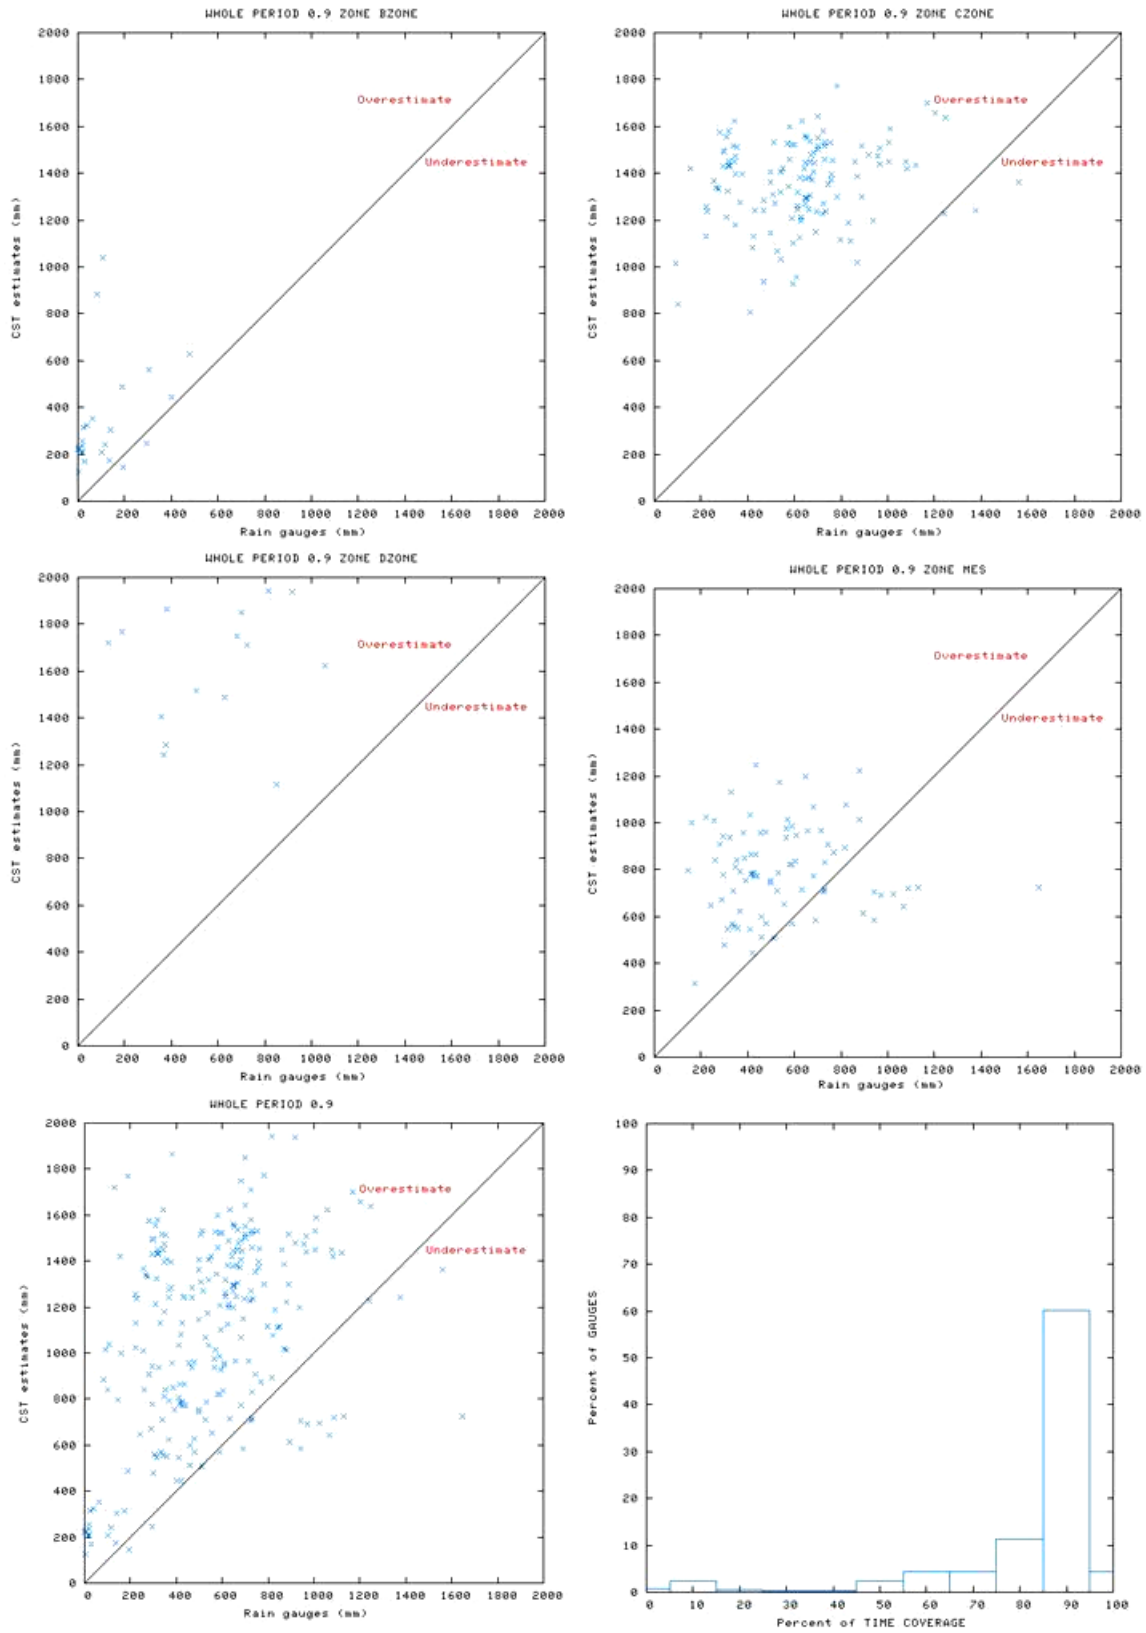 WHOLE PERIOD 0.9 ZONE BZONE
2000
1800
1600
1400
1200
1000
800
600
400
200
0
CST estimates (mm)
Overestimate
Underestimate
0 200 400 600 800 1000 1200 1400 1600 1800 2000
Rain gauges (mm)
WHOLE PERIOD 0.9 ZONE CZONE
2000
1800
1600
1400
1200
1000
800
600
400
200
0
CST estimates (mm)
Overestimate
Underestimate
0 200 400 600 800 1000 1200 1400 1600 1800 2000
Rain gauges (mm)
WHOLE PERIOD 0.9 ZONE DZONE
2000
1800
1600
1400
1200
1000
800
600
400
200
0
CST estimates (mm)
Overestimate
Underestimate
0 200 400 600 800 1000 1200 1400 1600 1800 2000
Rain gauges (mm)
WHOLE PERIOD 0.9 ZONE MES
2000
1800
1600
1400
1200
1000
800
600
400
200
0
CST estimates (mm)
Overestimate
Underestimate
0 200 400 600 800 1000 1200 1400 1600 1800 2000
Rain gauges (mm)
WHOLE PERIOD 0.9
2000
1800
1600
1400
1200
1000
800
600
400
200
0
CST estimates (mm)
Overestimate
Underestimate
0 200 400 600 800 1000 1200 1400 1600 1800 2000
Rain gauges (mm)
100
90
80
70
60
50
40
30
20
10
0
Percent of GAUGES
0 10 20 30 40 50 60 70 80 90 100
Percent of TIME COVERAGE